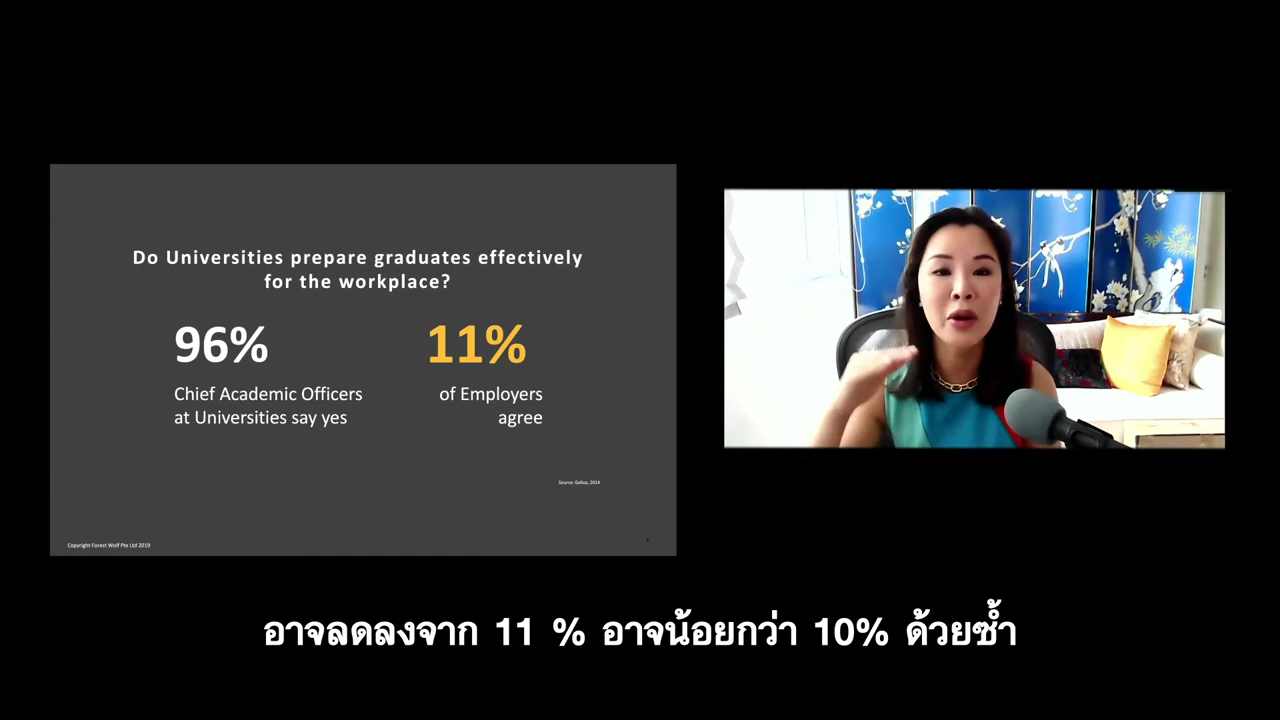 Do Universities prepare graduates effectively
for the workplace?
96%
Chief Academic Officers
at Universities say yes
11%
of Employers
agree
Source: Gallup, 2014
Copyright Forest Wolf Pte Ltd 2019
อาจลดลงจาก 11 % อาจน้อยกว่า 10% ด้วยซ้ำ